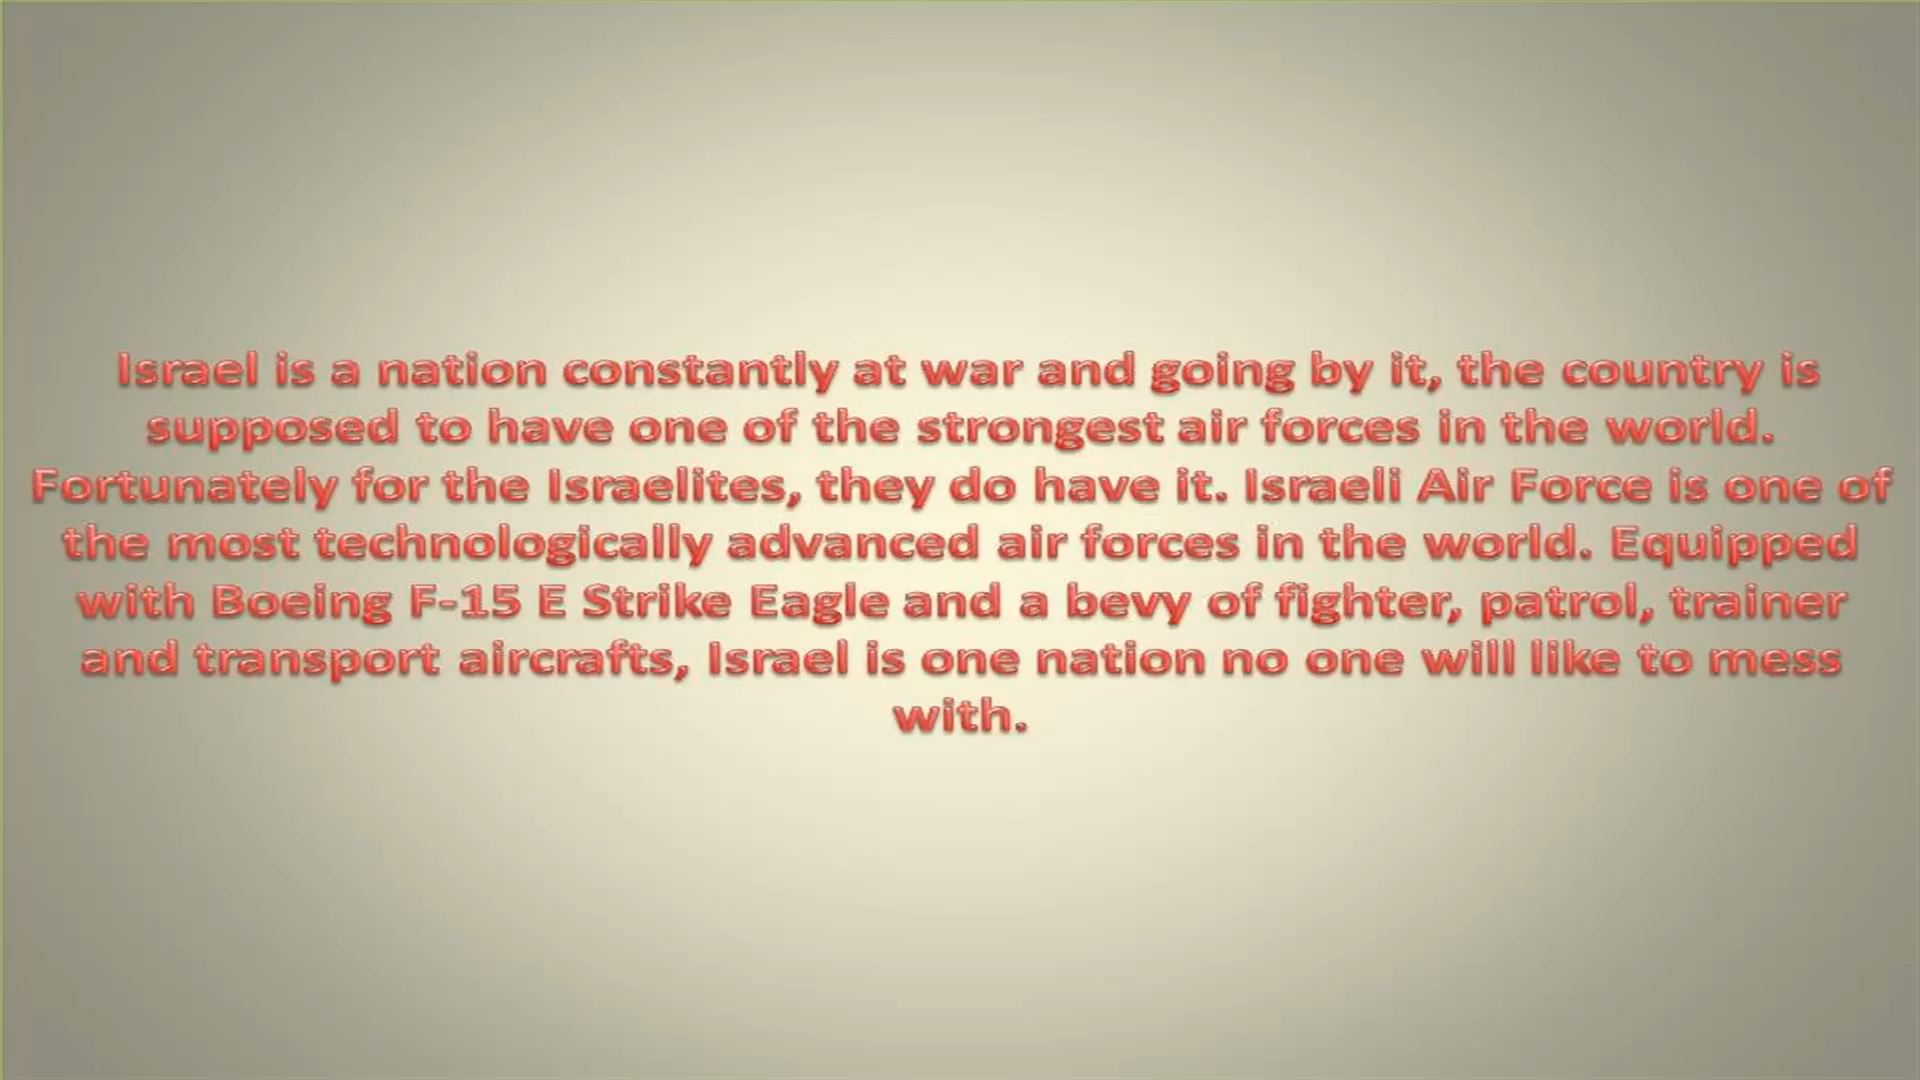 Israel is a nation constantly at war and going by it, the country is
supposed to have one of the strongest air forces in the world.
Fortunately for the Israelites, they do have it. Israeli Air Force is one of
the most technologically advanced air forces in the world. Equipped
with Boeing F-15 E Strike Eagle and a bevy of fighter, patrol, trainer
and transport aircrafts, Israel is one nation no one will like to mess
with.